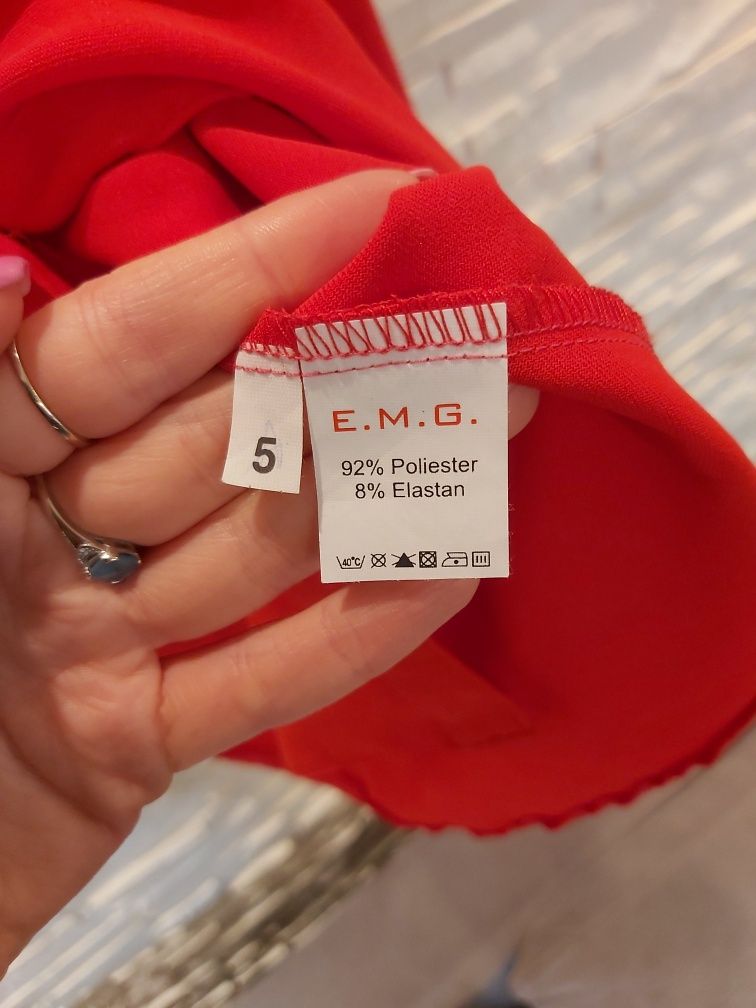 E.M.G.
92% Poliester
8% Elastan
40°C
5